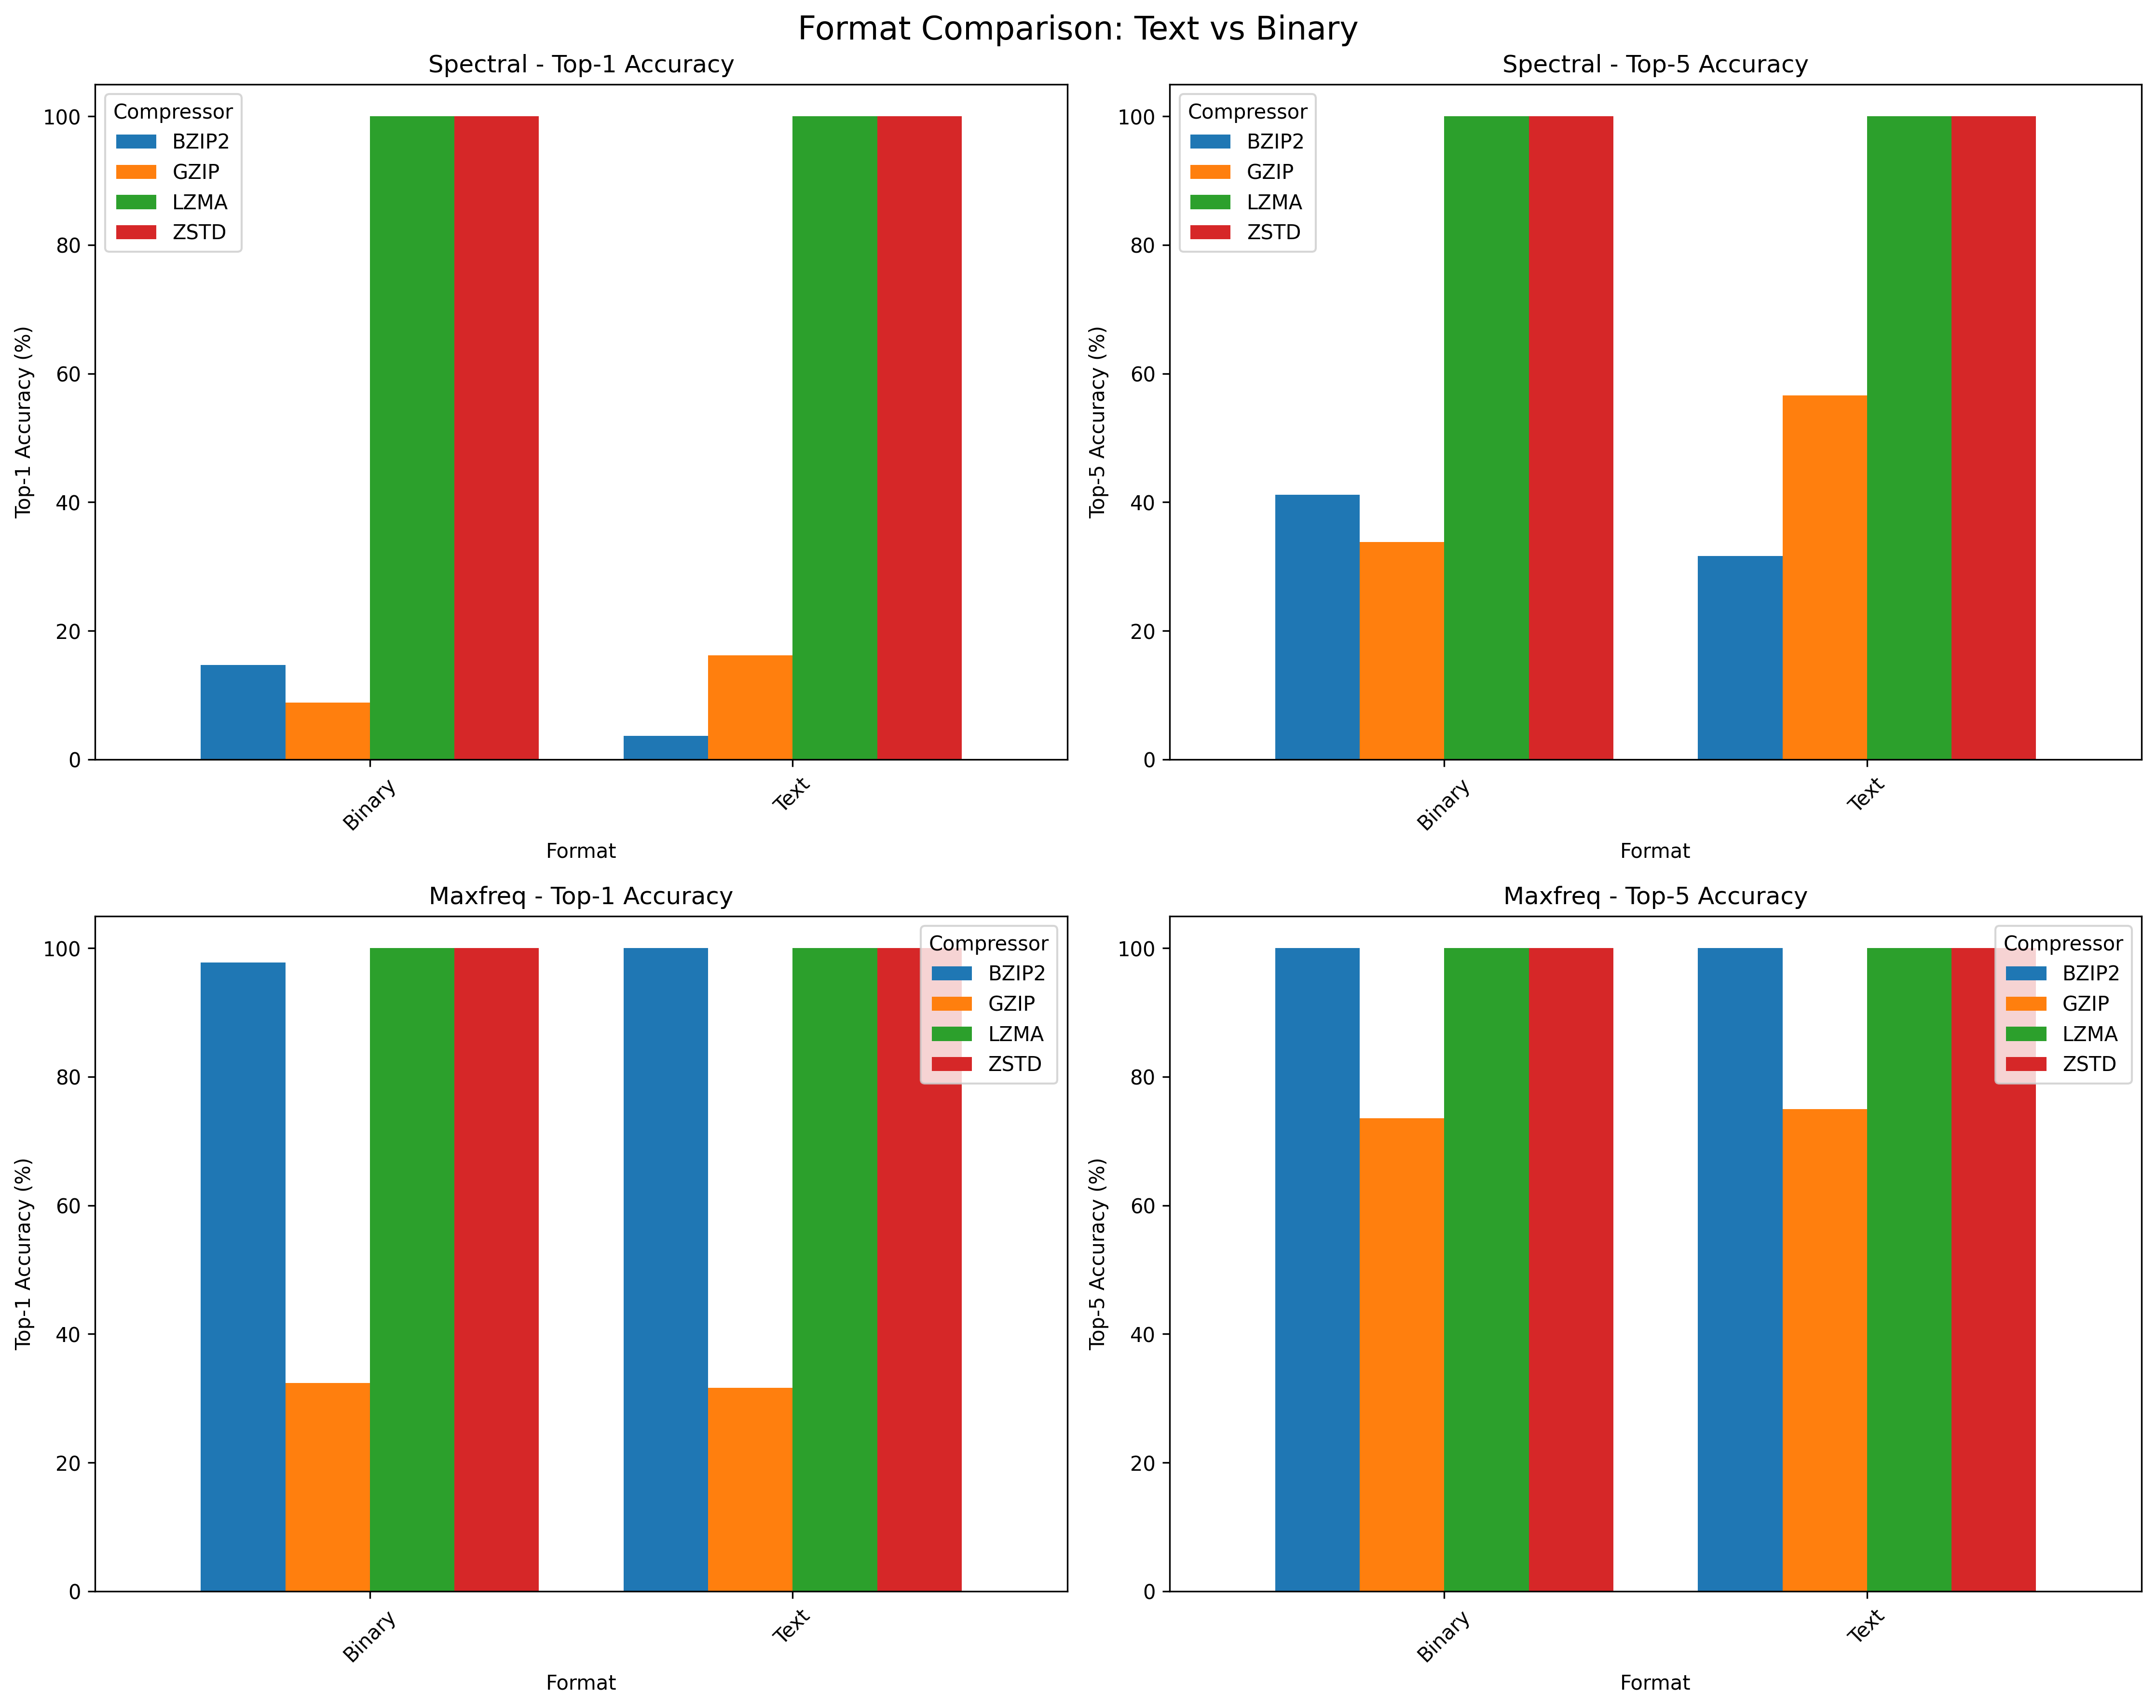 Format Comparison: Text vs Binary
Spectral - Top-1 Accuracy
Compressor
BZIP2
GZIP
LZMA
ZSTD
100
80
60
40
20
0
Top-1 Accuracy (%)
Binary
Text
Format
Spectral - Top-5 Accuracy
Compressor
BZIP2
GZIP
LZMA
ZSTD
100
80
60
40
20
0
Top-5 Accuracy (%)
Binary
Text
Format
Maxfreq - Top-1 Accuracy
Compressor
BZIP2
GZIP
LZMA
ZSTD
100
80
60
40
20
0
Top-1 Accuracy (%)
Binary
Text
Format
Maxfreq - Top-5 Accuracy
Compressor
BZIP2
GZIP
LZMA
ZSTD
100
80
60
40
20
0
Top-5 Accuracy (%)
Binary
Text
Format